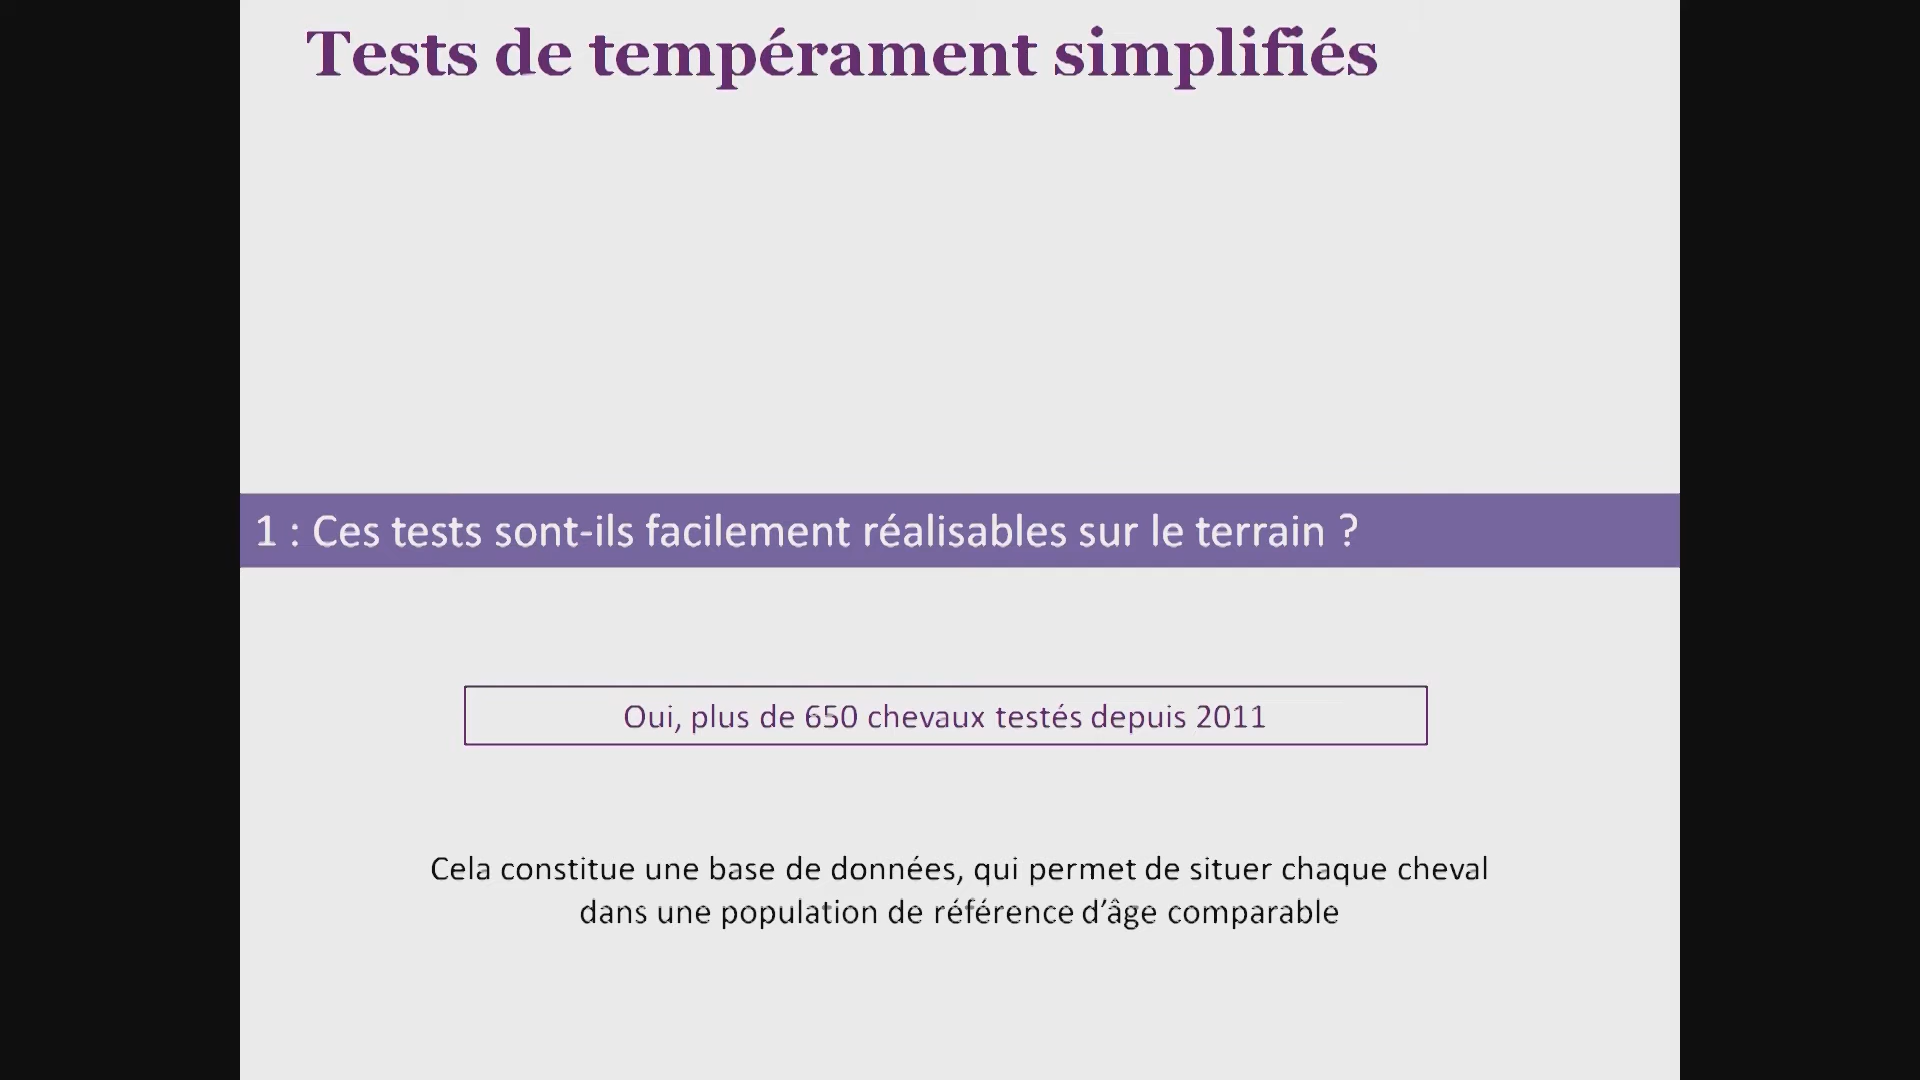 Tests de tempérament simplifiés
1 : Ces tests sont-ils facilement réalisables sur le terrain ?
Oui, plus de 650 chevaux testés depuis 2011
Cela constitue une base de données, qui permet de situer chaque cheval
dans une population de référence d’âge comparable